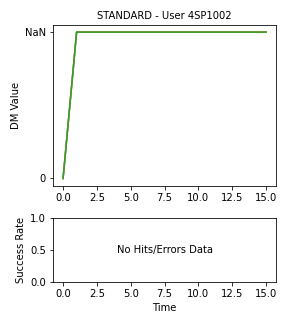 STANDARD - User 4SP1002
NaN
DM Value
0
0.0 2.5 5.0 7.5 10.0 12.5 15.0
1.0
Success Rate
0.5
No Hits/Errors Data
0.0
0.0 2.5 5.0 7.5 10.0 12.5 15.0
Time